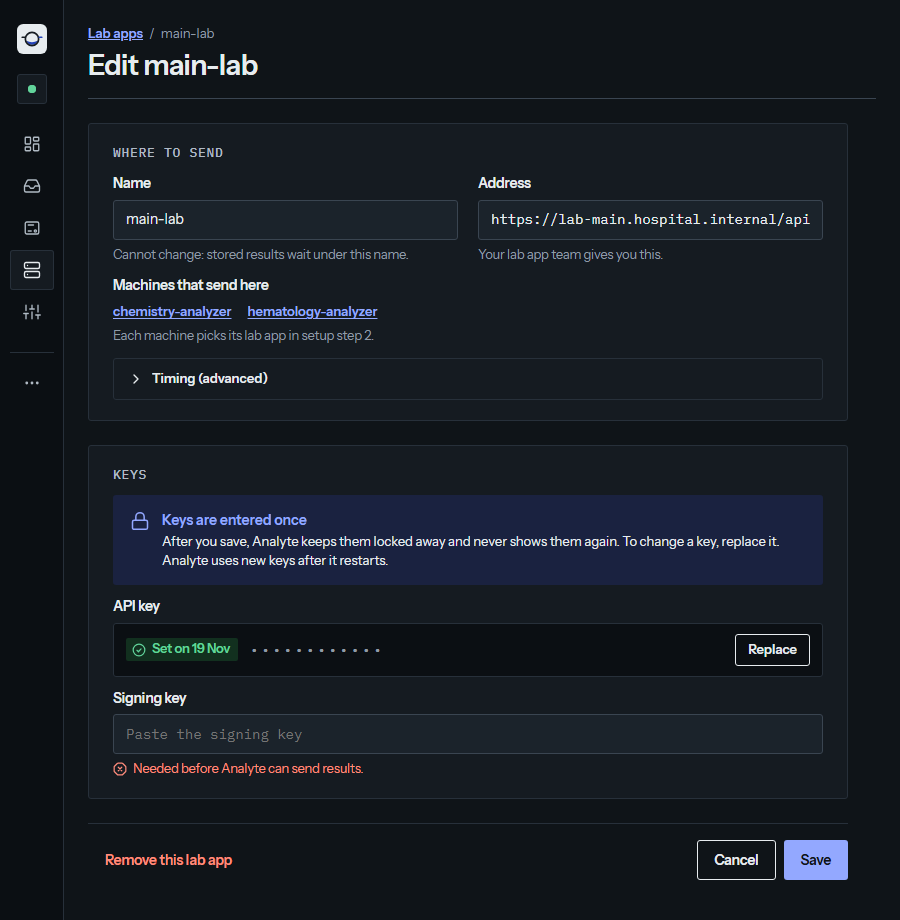 Lab apps / main-lab
Edit main-lab
WHERE TO SEND
Name
main-lab
Cannot change: stored results wait under this name.
Address
https://lab-main.hospital.internal/api
Your lab app team gives you this.
Machines that send here
chemistry-analyzer hematology-analyzer
Each machine picks its lab app in setup step 2.
Timing (advanced)
KEYS
Keys are entered once
After you save, Analyte keeps them locked away and never shows them again. To change a key, replace it.
Analyte uses new keys after it restarts.
API key
Set on 19 Nov ············
Replace
Signing key
Paste the signing key
Needed before Analyte can send results.
Remove this lab app
Cancel
Save